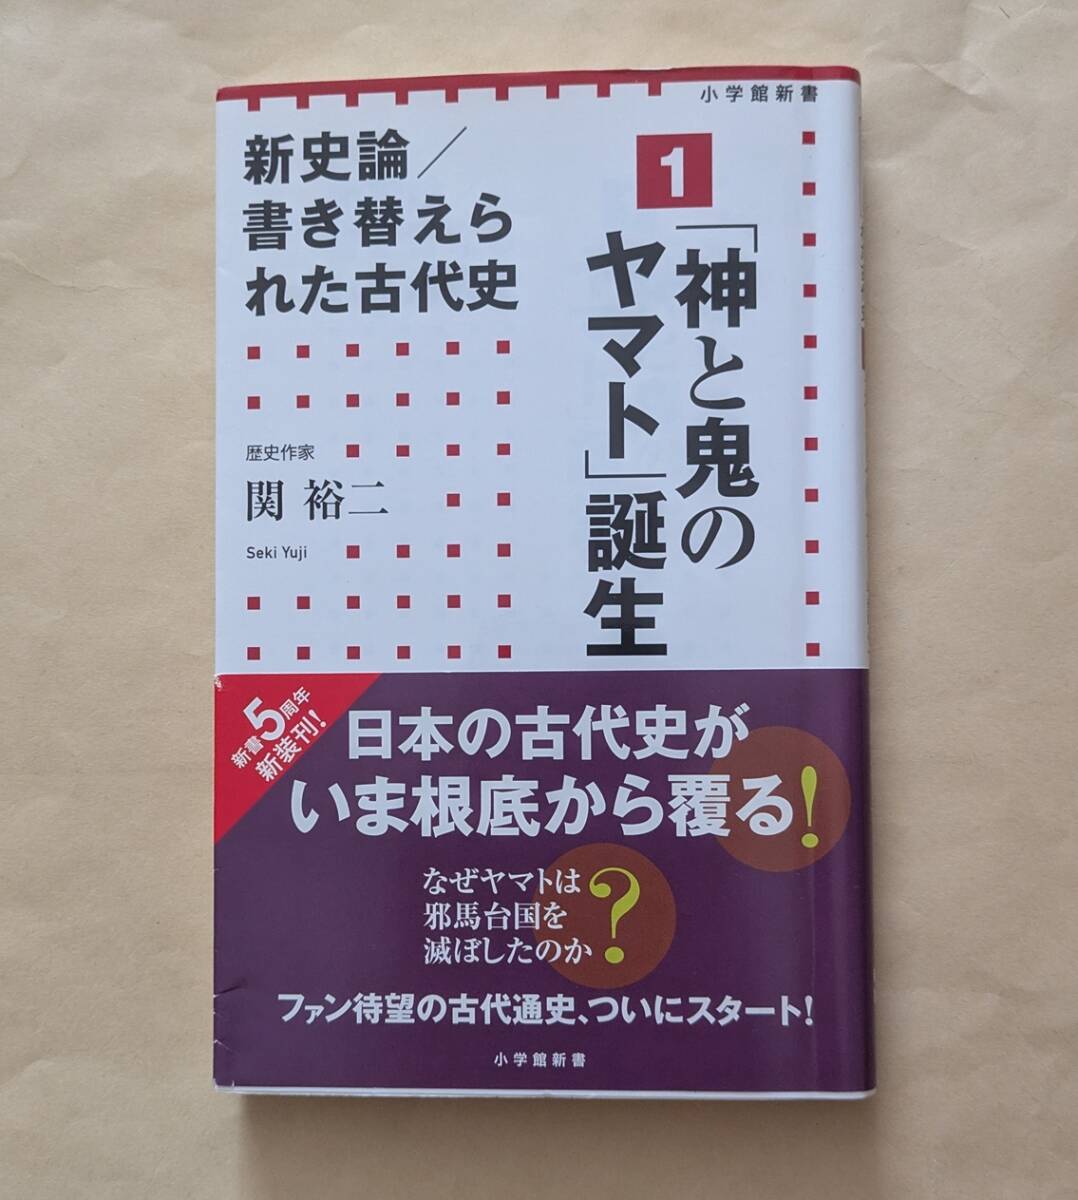 小学館新書
1
「神と鬼の
ヤマト」誕生
新史論／
書き替えら
れた古代史
歴史作家
関 裕二
Seki Yuji
新書5周年
新装刊!
日本の古代史が
いま根底から覆る!
なぜヤマトは
邪馬台国を
滅ぼしたのか?
ファン待望の古代通史、ついにスタート!
小学館新書